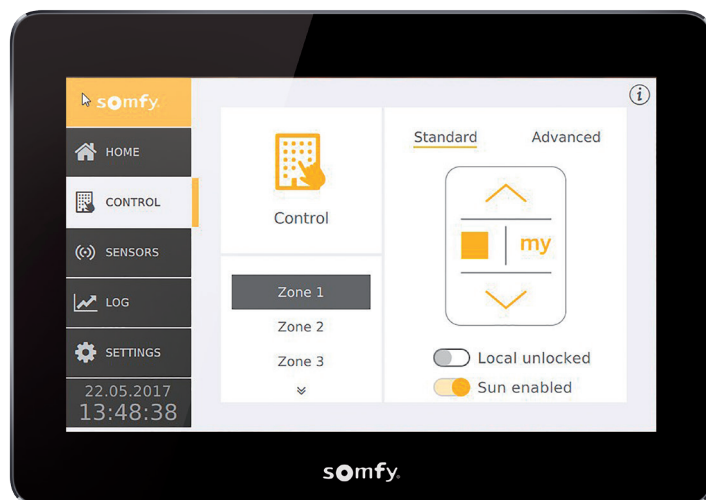 somfy.
HOME
CONTROL
SENSORS
LOG
SETTINGS
22.05.2017
13:48:38
Control
Zone 1
Zone 2
Zone 3
Standard
Advanced
my
Local unlocked
Sun enabled
i
somfy.